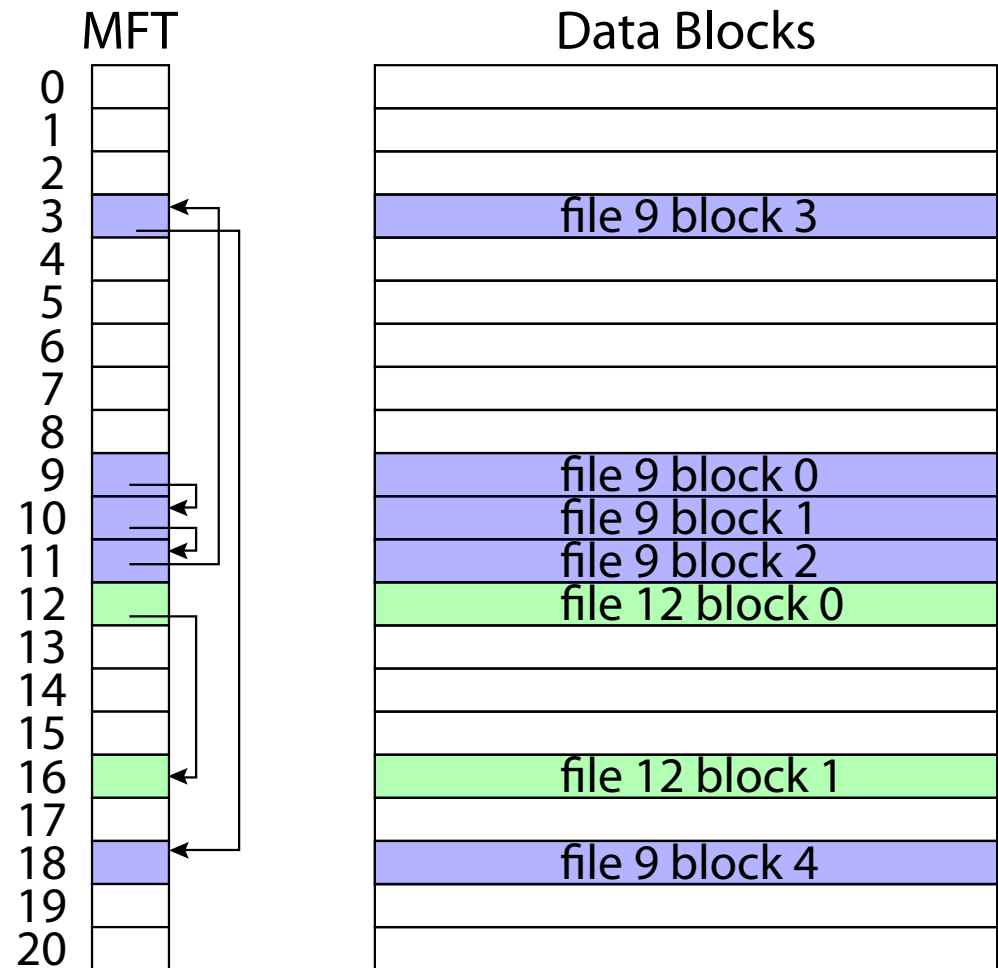 MFT Data Blocks
0
1
2
3 file 9 block 3
4
5
6
7
8
9 file 9 block 0
10 file 9 block 1
11 file 9 block 2
12 file 12 block 0
13
14
15
16 file 12 block 1
17
18 file 9 block 4
19
20